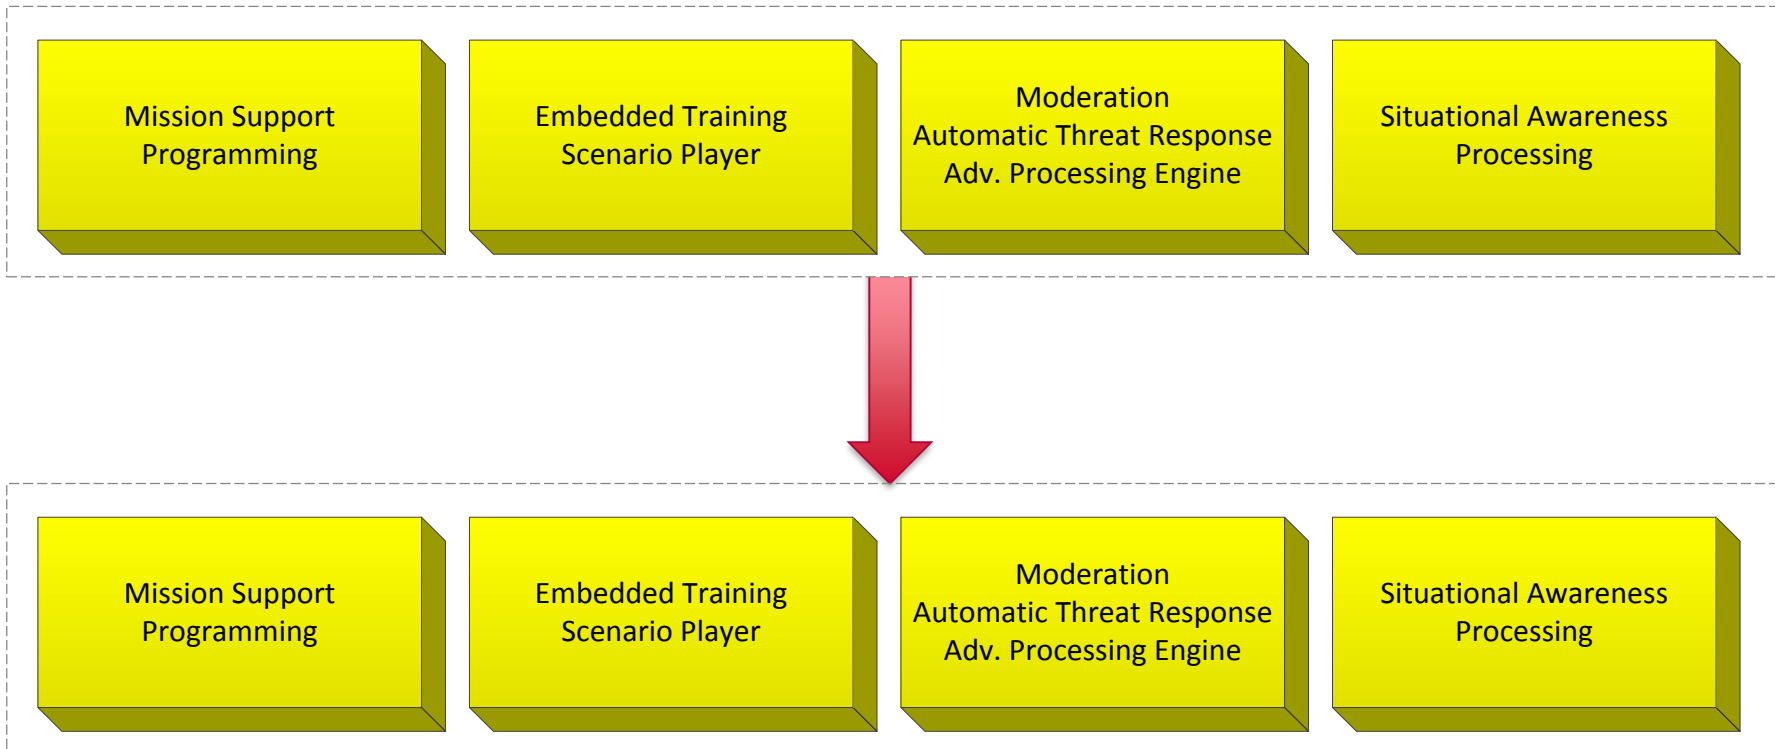 Mission Support
Programming
Embedded Training
Scenario Player
Moderation
Automatic Threat Response
Adv. Processing Engine
Situational Awareness
Processing
Mission Support
Programming
Embedded Training
Scenario Player
Moderation
Automatic Threat Response
Adv. Processing Engine
Situational Awareness
Processing